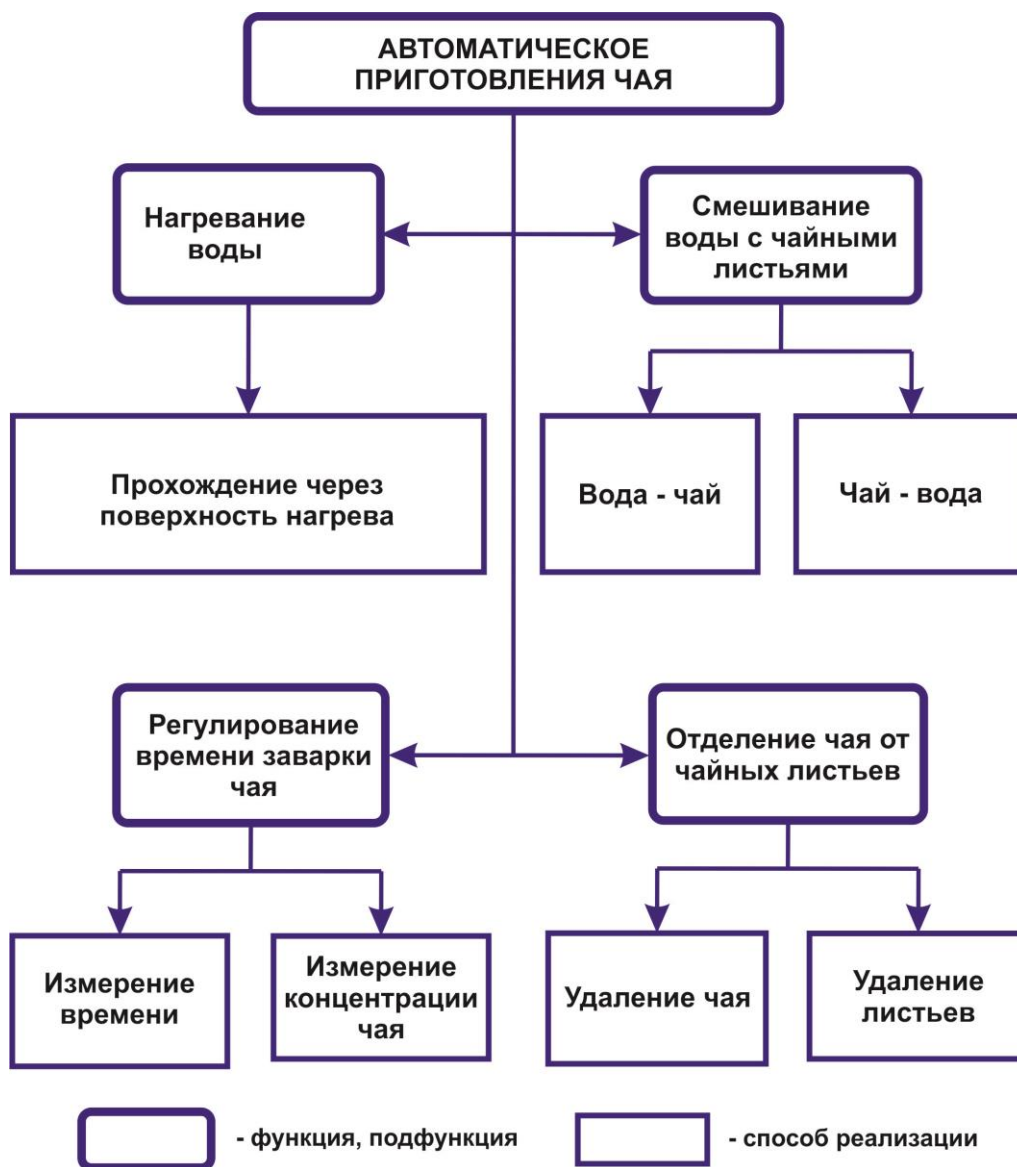 АВТОМАТИЧЕСКОЕ
ПРИГОТОВЛЕНИЯ ЧАЯ
Нагревание
воды
Смешивание
воды с чайными
листьями
Прохождение через
поверхность нагрева
Вода - чай
Чай - вода
Регулирование
времени заварки
чая
Отделение чая от
чайных листьев
Измерение
времени
Измерение
концентрации
чая
Удаление чая
Удаление
листьев
- функция, подфункция
- способ реализации